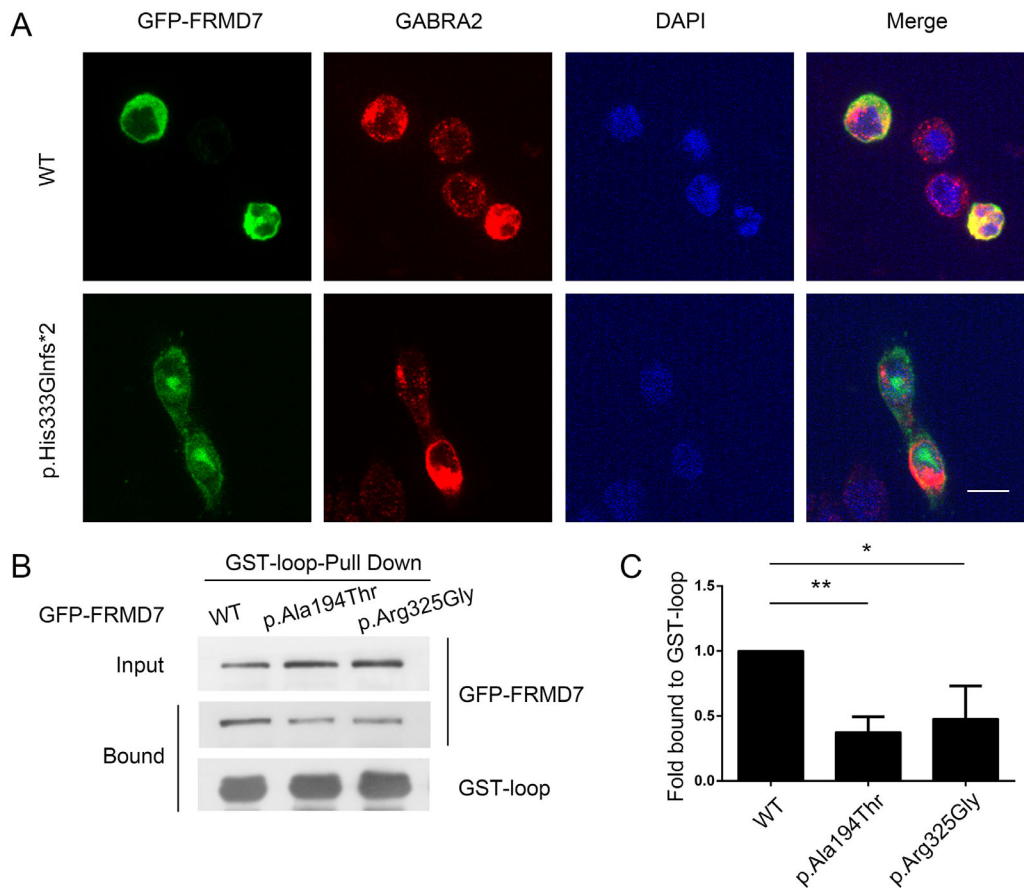 A
GFP-FRMD7 GABRA2 DAPI Merge
WT
p.His333Glnfs*2
B
GST-loop-Pull Down
GFP-FRMD7 WT p.Ala194Thr p.Arg325Gly
Input
GFP-FRMD7
Bound
GST-loop
C
*
**
Fold bound to GST-loop
1.5
1.0
0.5
0.0
WT p.Ala194Thr p.Arg325Gly